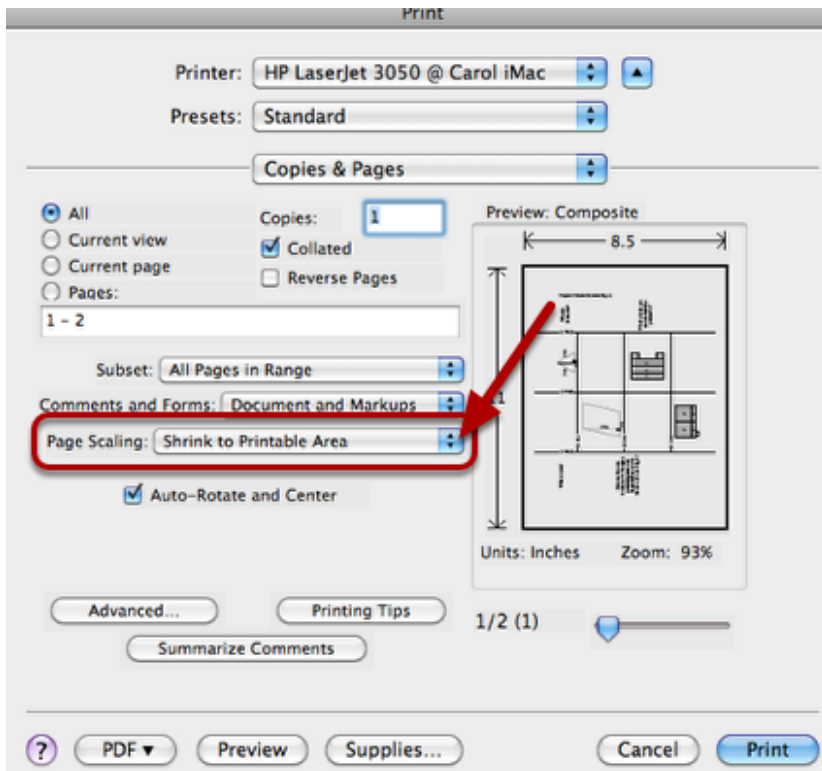 Print
Printer: HP LaserJet 3050 @ Carol iMac
Presets: Standard
Copies & Pages
All
Current view
Current page
Pages:
1 - 2
Copies: 1
Collated
Reverse Pages
Subset: All Pages in Range
Comments and Forms: Document and Markups
Page Scaling: Shrink to Printable Area
Auto-Rotate and Center
Advanced...
Printing Tips
Summarize Comments
Preview: Composite
8.5
Units: Inches Zoom: 93%
1/2 (1)
? PDF ▾ Preview Supplies... Cancel Print